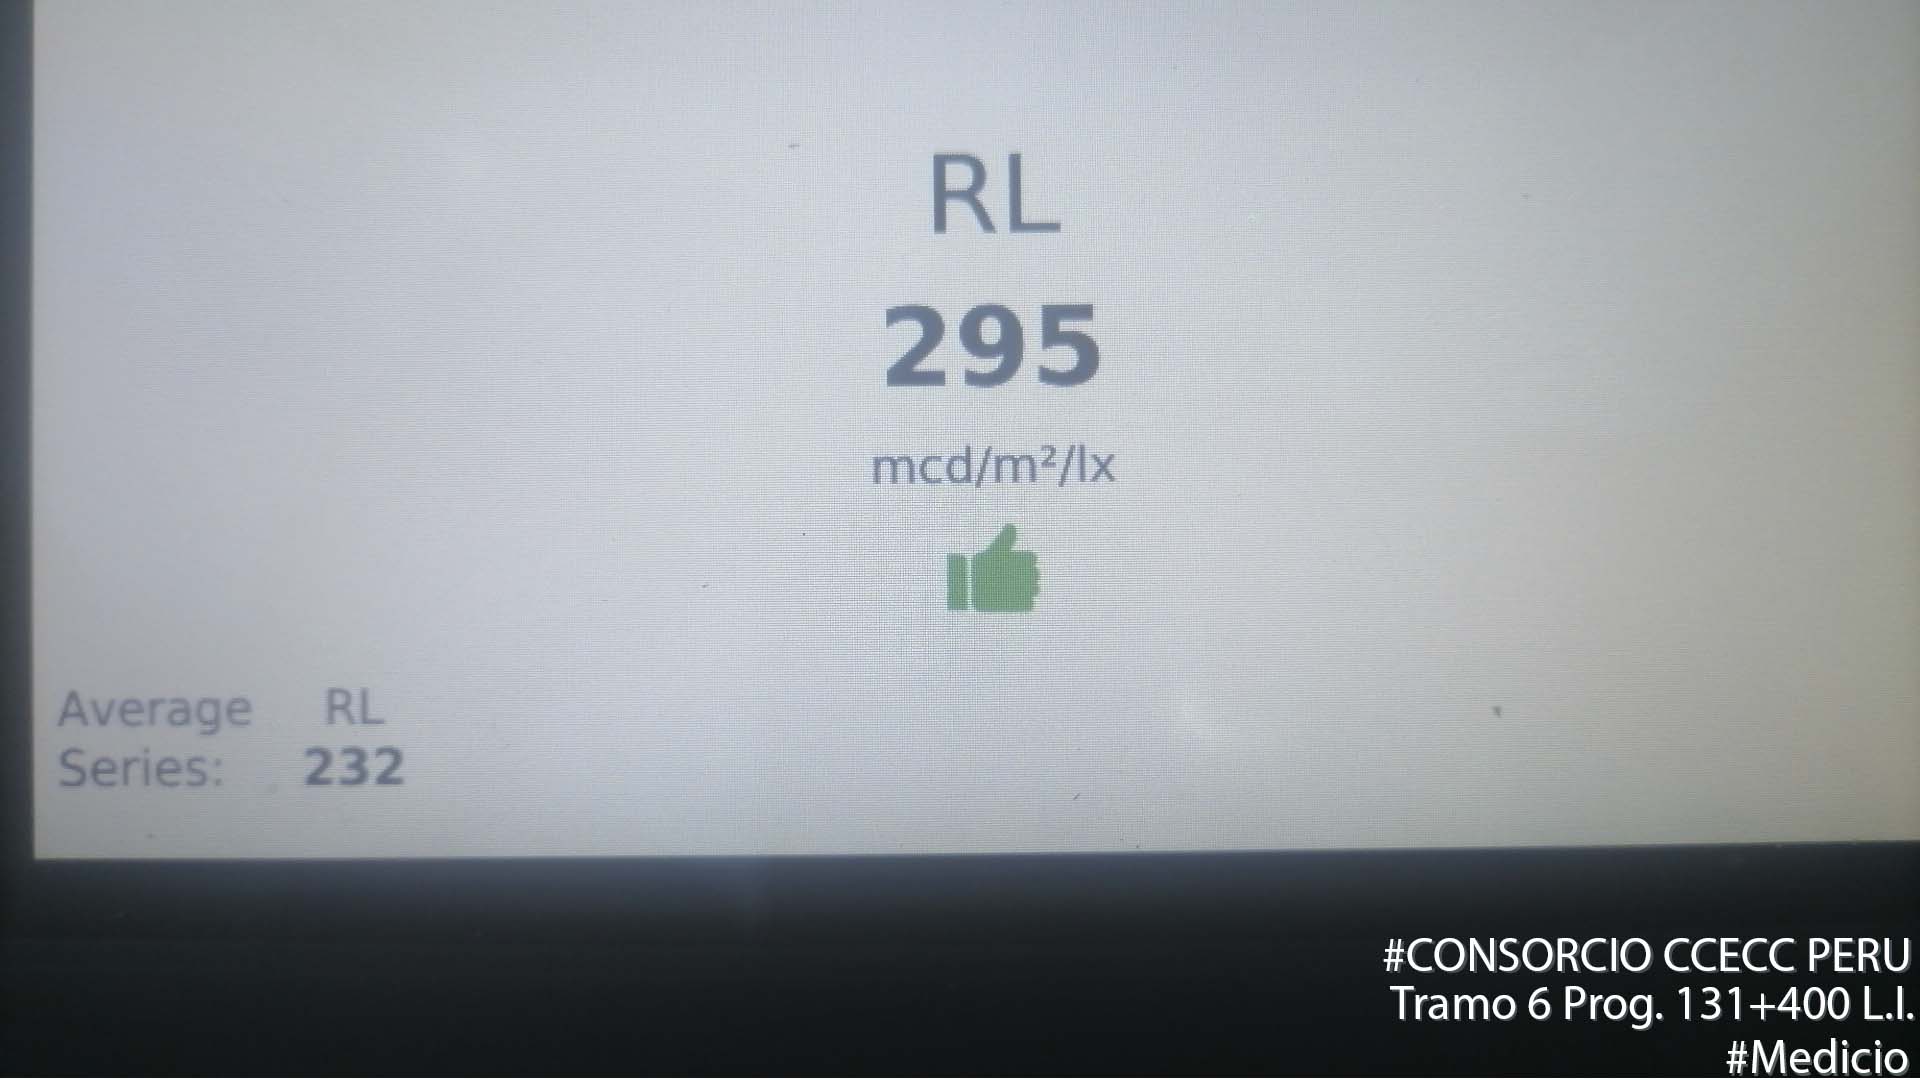 RL
295
mcd/m²/lx
Average RL
Series: 232
#CONSORCIO CCECC PERU
Tramo 6 Prog. 131+400 L.I.
#Medicio